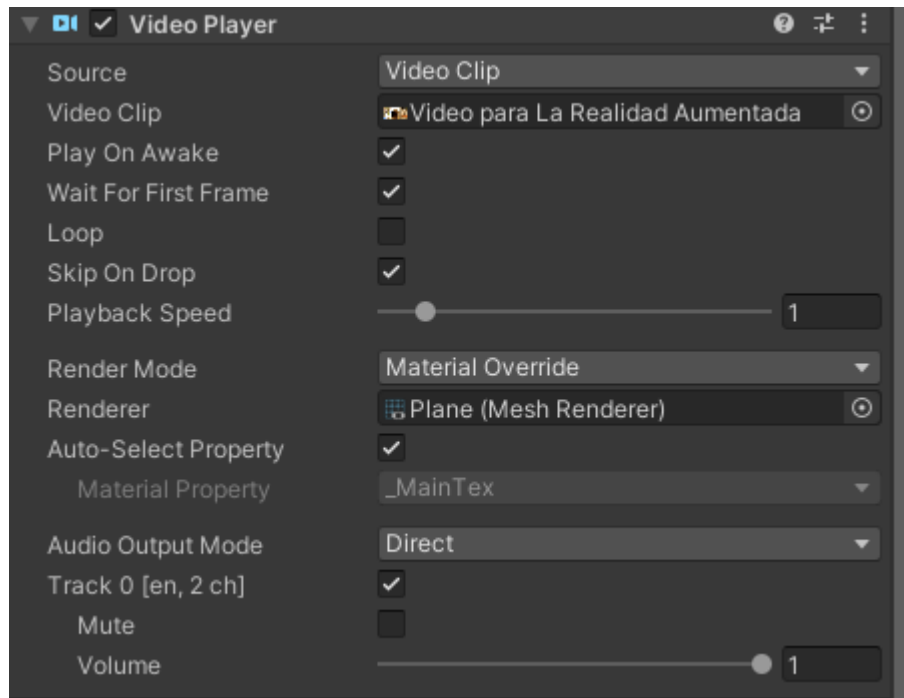 Video Player
Source Video Clip
Video Clip Video para La Realidad Aumentada
Play On Awake
Wait For First Frame
Loop
Skip On Drop
Playback Speed 1
Render Mode Material Override
Renderer Plane (Mesh Renderer)
Auto-Select Property
Material Property _MainTex
Audio Output Mode Direct
Track 0 [en, 2 ch]
Mute
Volume 1